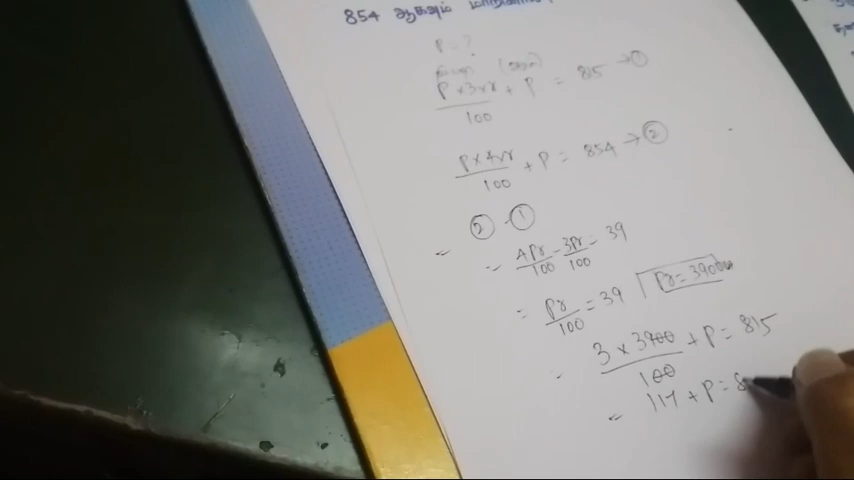 854 ஆகவும் மாறினால்
P = ?
P×3×r/100 + P = 815 → ①
P×4×r/100 + P = 854 → ②
② - ①
= 4Pr/100 - 3Pr/100 = 39
= Pr/100 = 39 Pr = 3900
= 3 × 3900/100 + P = 815
= 117 + P = 8